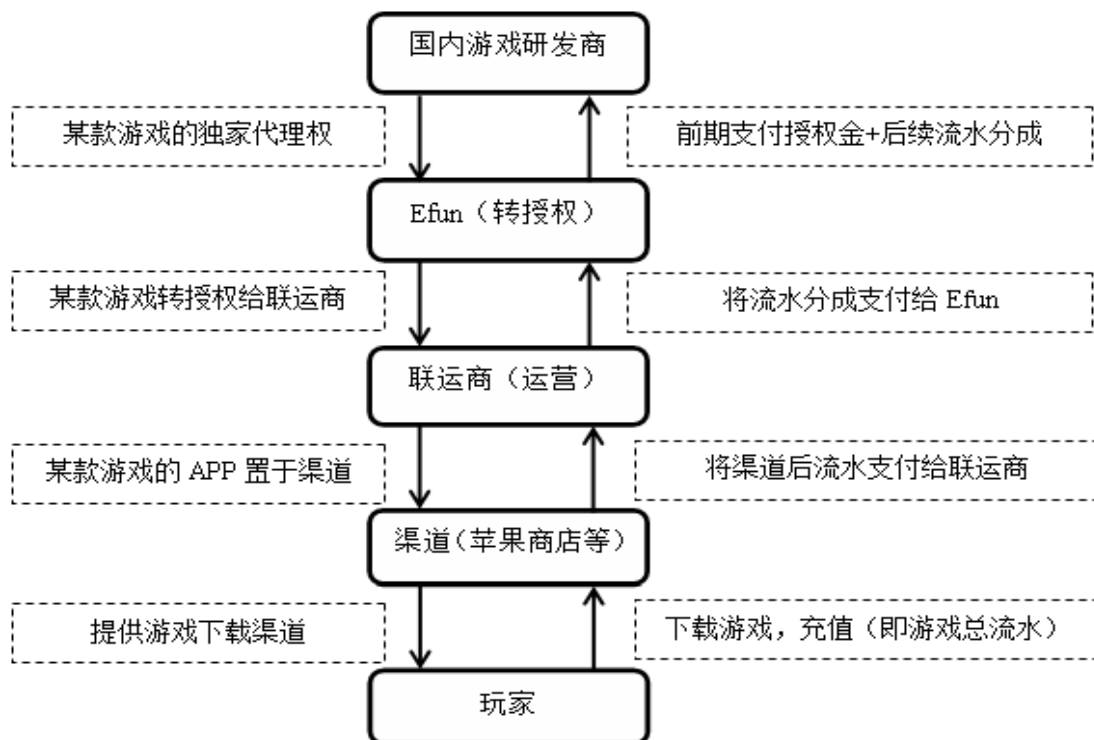 国内游戏研发商
某款游戏的独家代理权
前期支付授权金+后续流水分成
Efun（转授权）
某款游戏转授权给联运商
将流水分成支付给 Efun
联运商（运营）
某款游戏的 APP 置于渠道
将渠道后流水支付给联运商
渠道（苹果商店等）
提供游戏下载渠道
下载游戏，充值（即游戏总流水）
玩家